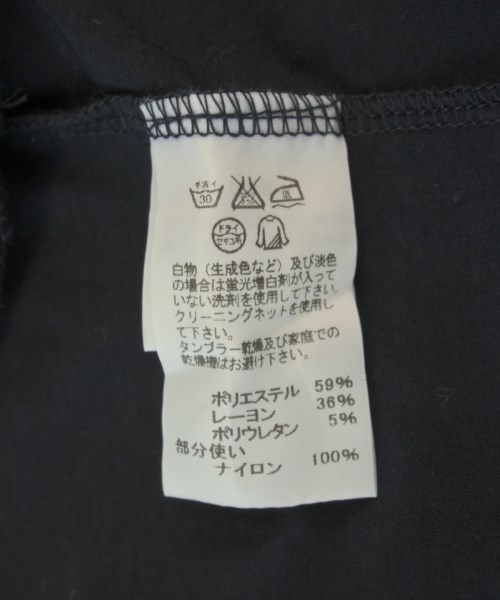 手洗イ
30
中
ドライ
セキユ系
白物（生成色など）及び淡色
の場合は蛍光増白剤が入って
いない洗剤を使用して下さい。
クリーニングネットを使用し
て下さい。
タンブラー乾燥及び家庭での
乾燥機はお避け下さい。
ポリエステル 59%
レーヨン 36%
ポリウレタン 5%
部分使い
ナイロン 100%